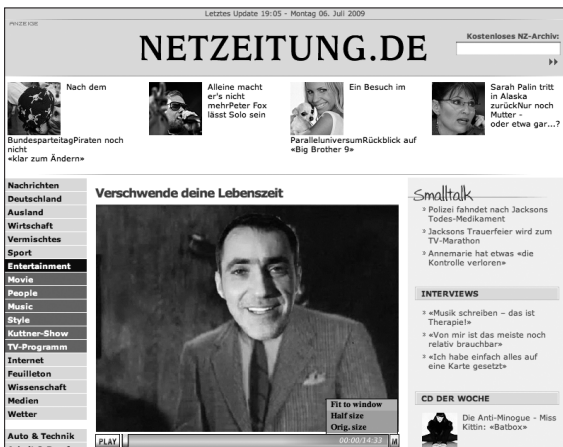 Letztes Update 19:05 - Montag 06. Juli 2009
ANZEIGE
NETZEITUNG.DE
Kostenloses NZ-Archiv:
Nach dem
BundesparteitagPiraten noch
nicht
«klar zum Ändern»
Alleine macht
er's nicht
mehrPeter Fox
lässt Solo sein
Ein Besuch im
ParalleluniversumRückblick auf
«Big Brother 9»
Sarah Palin tritt
in Alaska
zurückNur noch
Mutter -
oder etwa gar...?
Nachrichten
Deutschland
Ausland
Wirtschaft
Vermischtes
Sport
Entertainment
Movie
People
Music
Style
Kuttner-Show
TV-Programm
Internet
Feuilleton
Wissenschaft
Medien
Wetter
Auto & Technik
Verschwende deine Lebenszeit
Fit to window
Half size
Orig. size
PLAY
00:00/14:33
M
Smalltalk
Polizei fahndet nach Jacksons
Todes-Medikament
Jacksons Trauerfeier wird zum
TV-Marathon
Annemarie hat etwas «die
Kontrolle verloren»
INTERVIEWS
«Musik schreiben – das ist
Therapie!»
«Von mir ist das meiste noch
relativ brauchbar»
«Ich habe einfach alles auf
eine Karte gesetzt»
CD DER WOCHE
Die Anti-Minogue - Miss
Kittin: «Batbox»